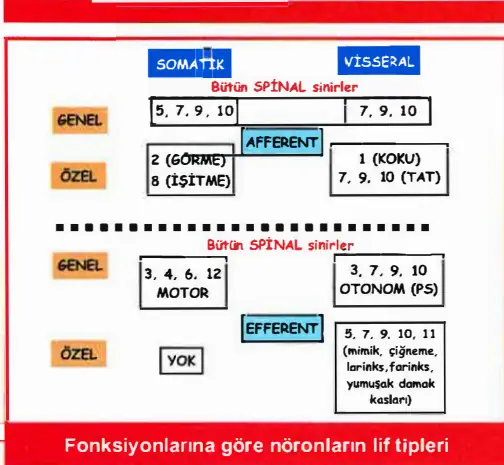 SOMATİK
VİSSERAL
Bütün SPİNAL sinirler
GENEL
5, 7, 9, 10
7, 9, 10
AFFERENT
ÖZEL
2 (GÖRME)
8 (İŞİTME)
1 (KOKU)
7, 9, 10 (TAT)
Bütün SPİNAL sinirler
GENEL
3, 4, 6, 12
MOTOR
3, 7, 9, 10
OTONOM (PS)
EFFERENT
ÖZEL
YOK
5, 7, 9, 10, 11
(mimik, çiğneme,
larinks,farinks,
yumuşak damak
kasları)
Fonksiyonlarına göre nöronların lif tipleri